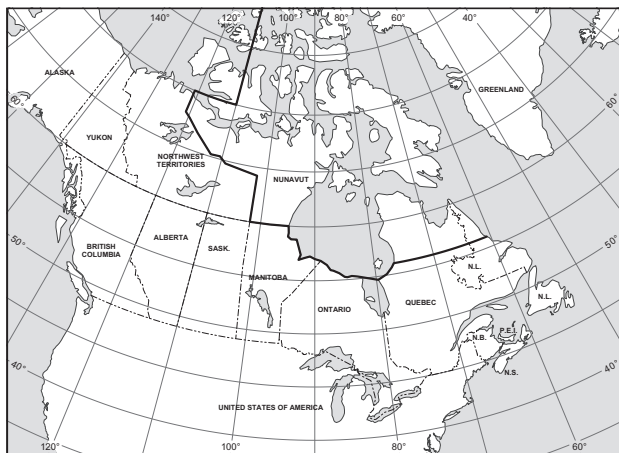 140°
120°
100°
80°
60°
40°
ALASKA
GREENLAND
60°
60°
YUKON
NORTHWEST
TERRITORIES
NUNAVUT
50°
50°
BRITISH
COLUMBIA
ALBERTA
SASK.
MANITOBA
ONTARIO
QUEBEC
N.L.
N.L.
P.E.I.
N.B.
N.S.
40°
40°
UNITED STATES OF AMERICA
120°
100°
80°
60°